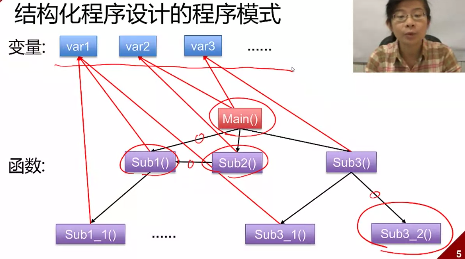 结构化程序设计的程序模式
变量: var1 var2 var3 ......
Main()
函数: Sub1() Sub2() Sub3()
Sub1_1() ...... Sub3_1() Sub3_2()
5